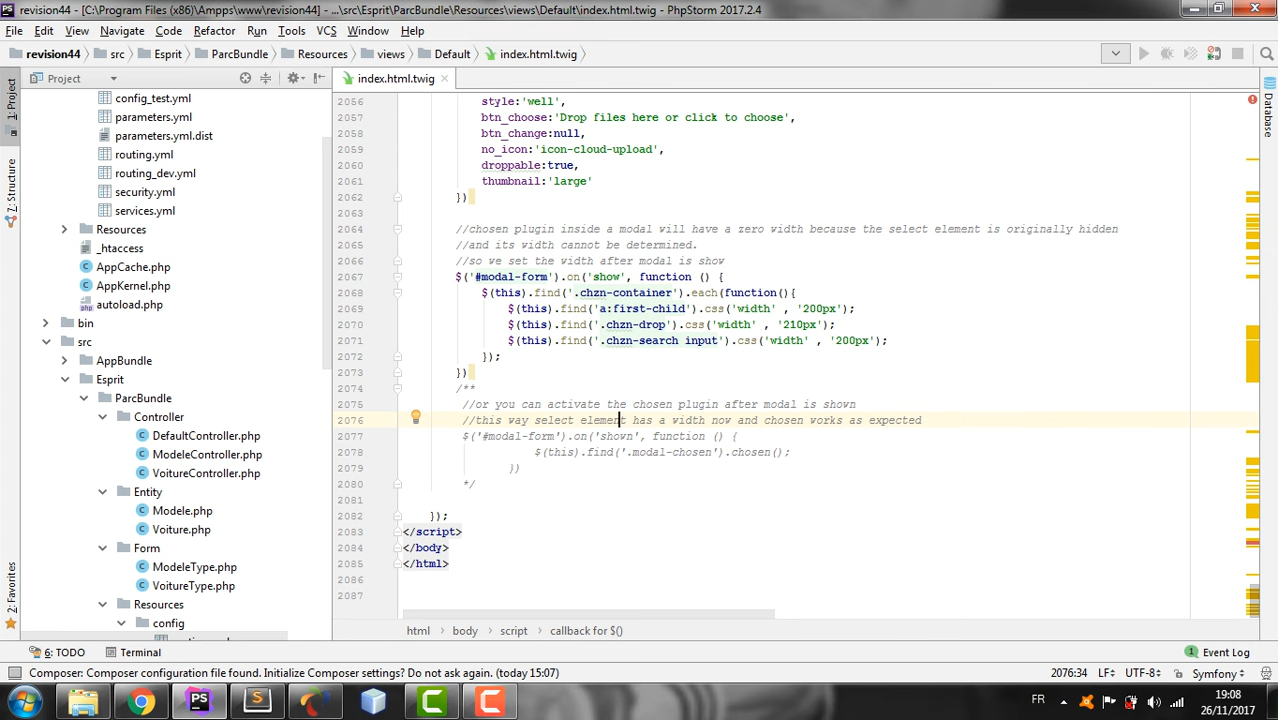 revision44 - [C:\Program Files (x86)\Ampps\www\revision44] - ...\src\Esprit\ParcBundle\Resources\views\Default\index.html.twig - PhpStorm 2017.2.4
File Edit View Navigate Code Refactor Run Tools VCS Window Help
revision44 src Esprit ParcBundle Resources views Default index.html.twig
Project index.html.twig
1: Project
7: Structure
2: Favorites
Database
config_test.yml
parameters.yml
parameters.yml.dist
routing.yml
routing_dev.yml
security.yml
services.yml
Resources
_htaccess
AppCache.php
AppKernel.php
autoload.php
bin
src
AppBundle
Esprit
ParcBundle
Controller
DefaultController.php
ModeleController.php
VoitureController.php
Entity
Modele.php
Voiture.php
Form
ModeleType.php
VoitureType.php
Resources
config
2056 style:'well',
2057 btn_choose:'Drop files here or click to choose',
2058 btn_change:null,
2059 no_icon:'icon-cloud-upload',
2060 droppable:true,
2061 thumbnail:'large'
2062 })
2063
2064 //chosen plugin inside a modal will have a zero width because the select element is originally hidden
2065 //and its width cannot be determined.
2066 //so we set the width after modal is show
2067 $('#modal-form').on('show', function () {
2068 $(this).find('.chzn-container').each(function(){
2069 $(this).find('a:first-child').css('width' , '200px');
2070 $(this).find('.chzn-drop').css('width' , '210px');
2071 $(this).find('.chzn-search input').css('width' , '200px');
2072 });
2073 })
2074 /**
2075 //or you can activate the chosen plugin after modal is shown
2076 //this way select element has a width now and chosen works as expected
2077 $('#modal-form').on('shown', function () {
2078 $(this).find('.modal-chosen').chosen();
2079 })
2080 */
2081
2082 });
2083 </script>
2084 </body>
2085 </html>
2086
2087
html body script callback for $()
6: TODO Terminal 1 Event Log
Composer: Composer configuration file found. Initialize Composer settings? Do not ask again. (today 15:07) 2076:34 LF÷ UTF-8÷ Symfony÷
FR 19:08
26/11/2017